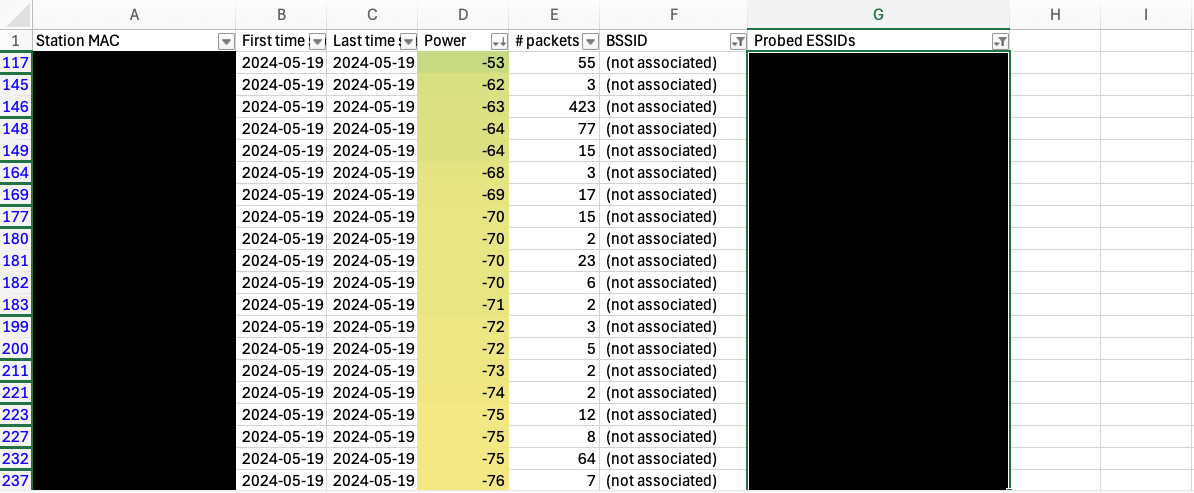 A B C D E F G H I
1 Station MAC First time Last time Power # packets BSSID Probed ESSIDs
117 2024-05-19 2024-05-19 -53 55 (not associated)
145 2024-05-19 2024-05-19 -62 3 (not associated)
146 2024-05-19 2024-05-19 -63 423 (not associated)
148 2024-05-19 2024-05-19 -64 77 (not associated)
149 2024-05-19 2024-05-19 -64 15 (not associated)
164 2024-05-19 2024-05-19 -68 3 (not associated)
169 2024-05-19 2024-05-19 -69 17 (not associated)
177 2024-05-19 2024-05-19 -70 15 (not associated)
180 2024-05-19 2024-05-19 -70 2 (not associated)
181 2024-05-19 2024-05-19 -70 23 (not associated)
182 2024-05-19 2024-05-19 -70 6 (not associated)
183 2024-05-19 2024-05-19 -71 2 (not associated)
199 2024-05-19 2024-05-19 -72 3 (not associated)
200 2024-05-19 2024-05-19 -72 5 (not associated)
211 2024-05-19 2024-05-19 -73 2 (not associated)
221 2024-05-19 2024-05-19 -74 2 (not associated)
223 2024-05-19 2024-05-19 -75 12 (not associated)
227 2024-05-19 2024-05-19 -75 8 (not associated)
232 2024-05-19 2024-05-19 -75 64 (not associated)
237 2024-05-19 2024-05-19 -76 7 (not associated)